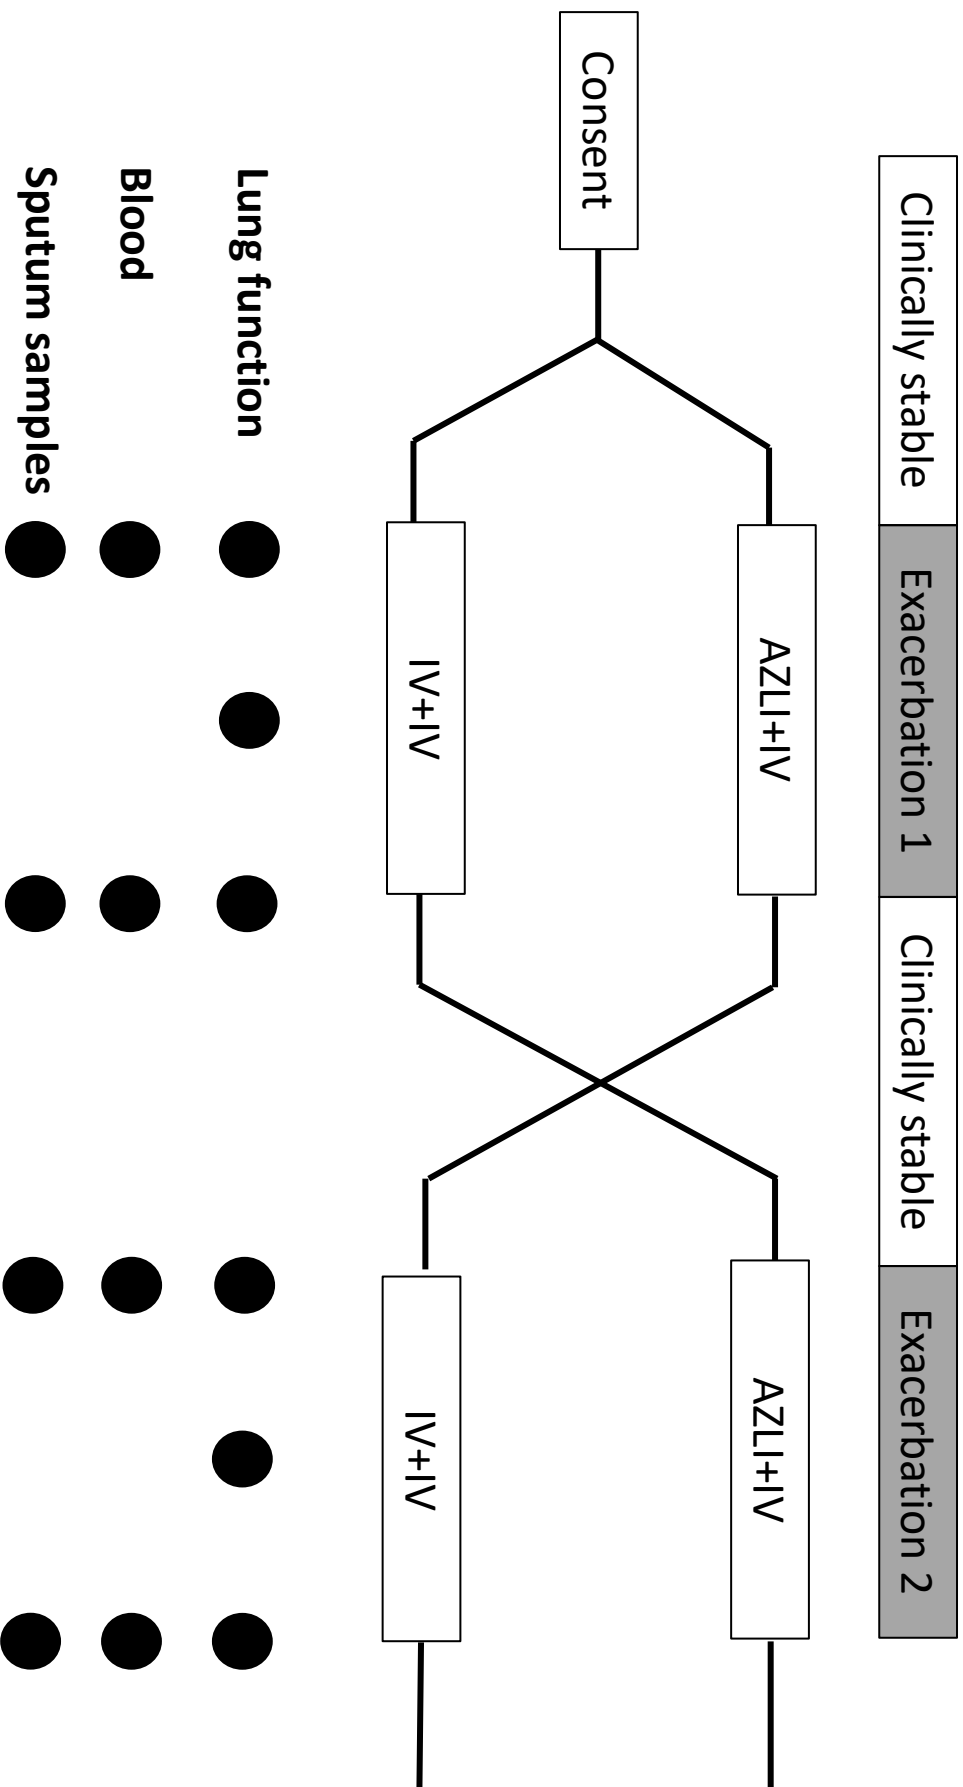 Clinically stable
Exacerbation 1
Clinically stable
Exacerbation 2
AZLI+IV
AZLI+IV
Consent
IV+IV
IV+IV
Lung function
Blood
Sputum samples